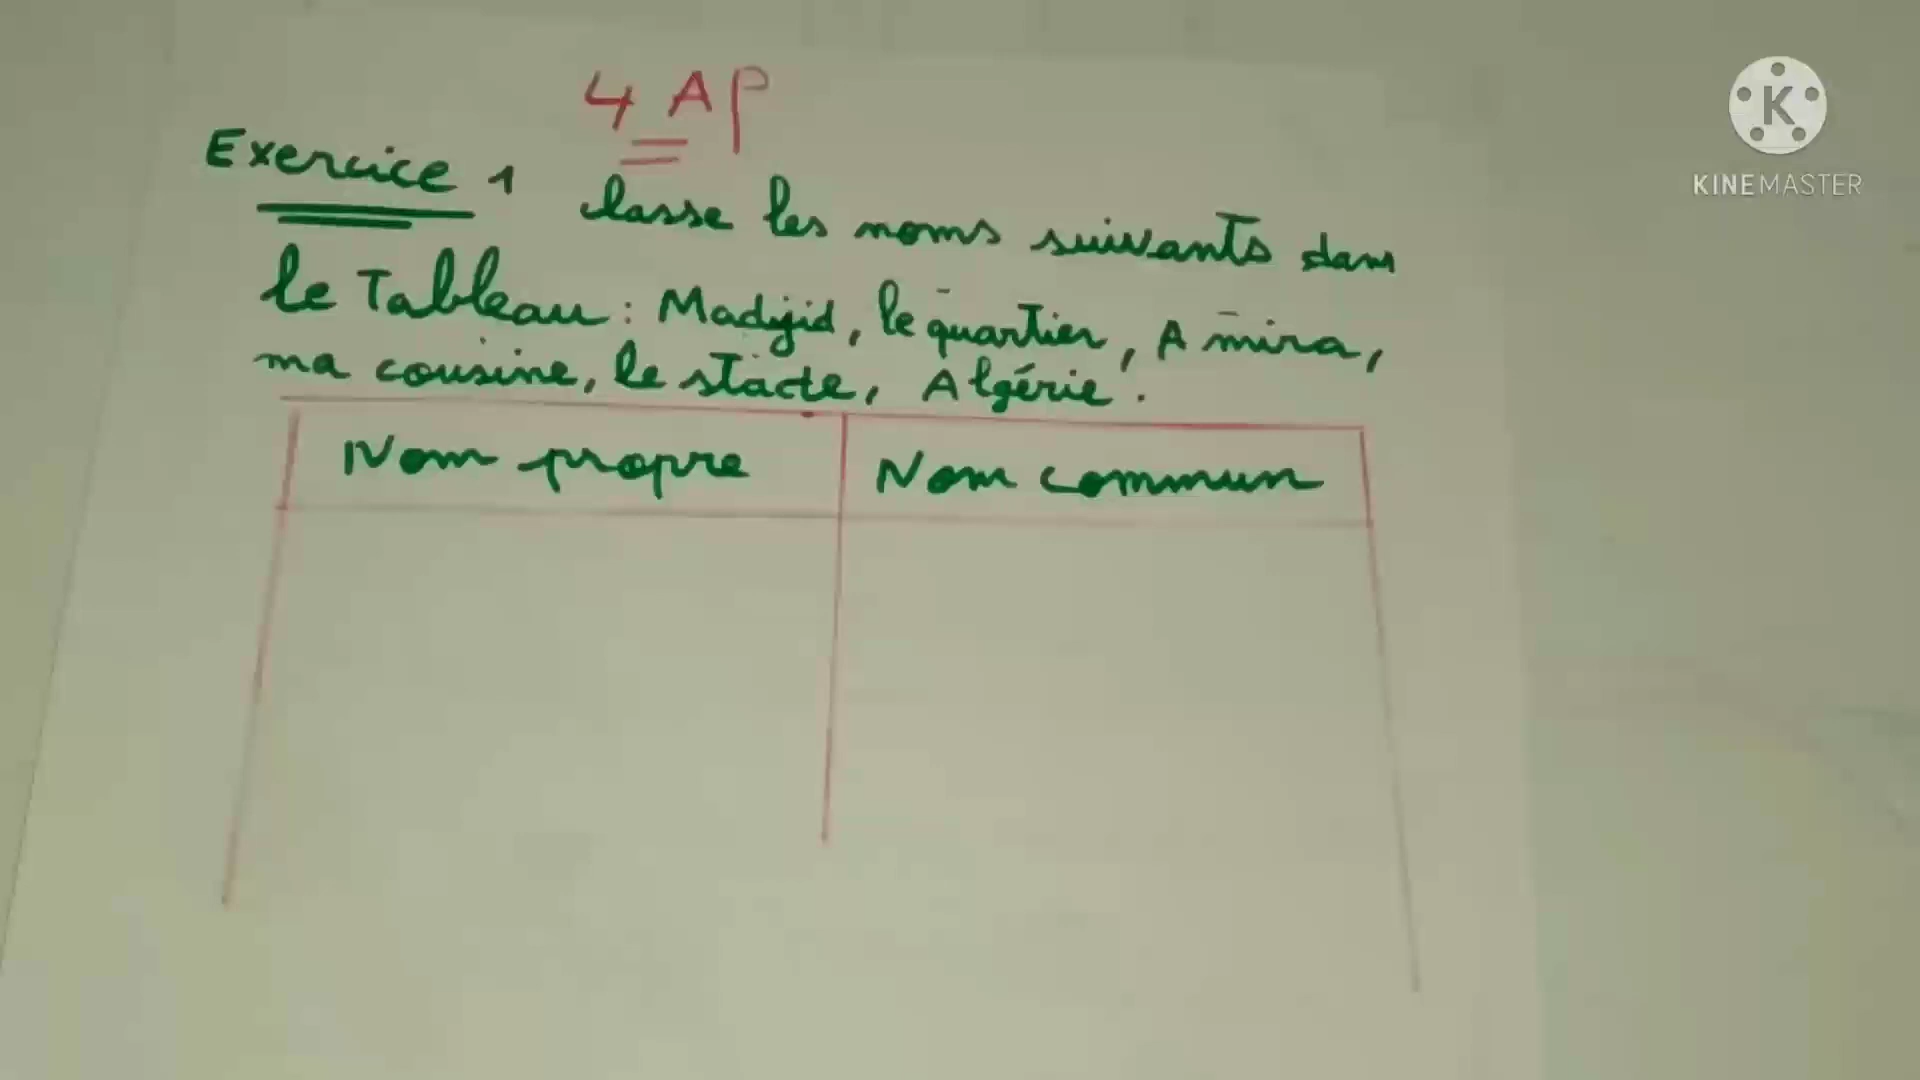 4 AP
Exercice 1 classe les noms suivants dans
le Tableau : Madjid, le quartier, Amira,
ma cousine, le stade, Algérie.
Nom propre
Nom commun
K
KINEMASTER